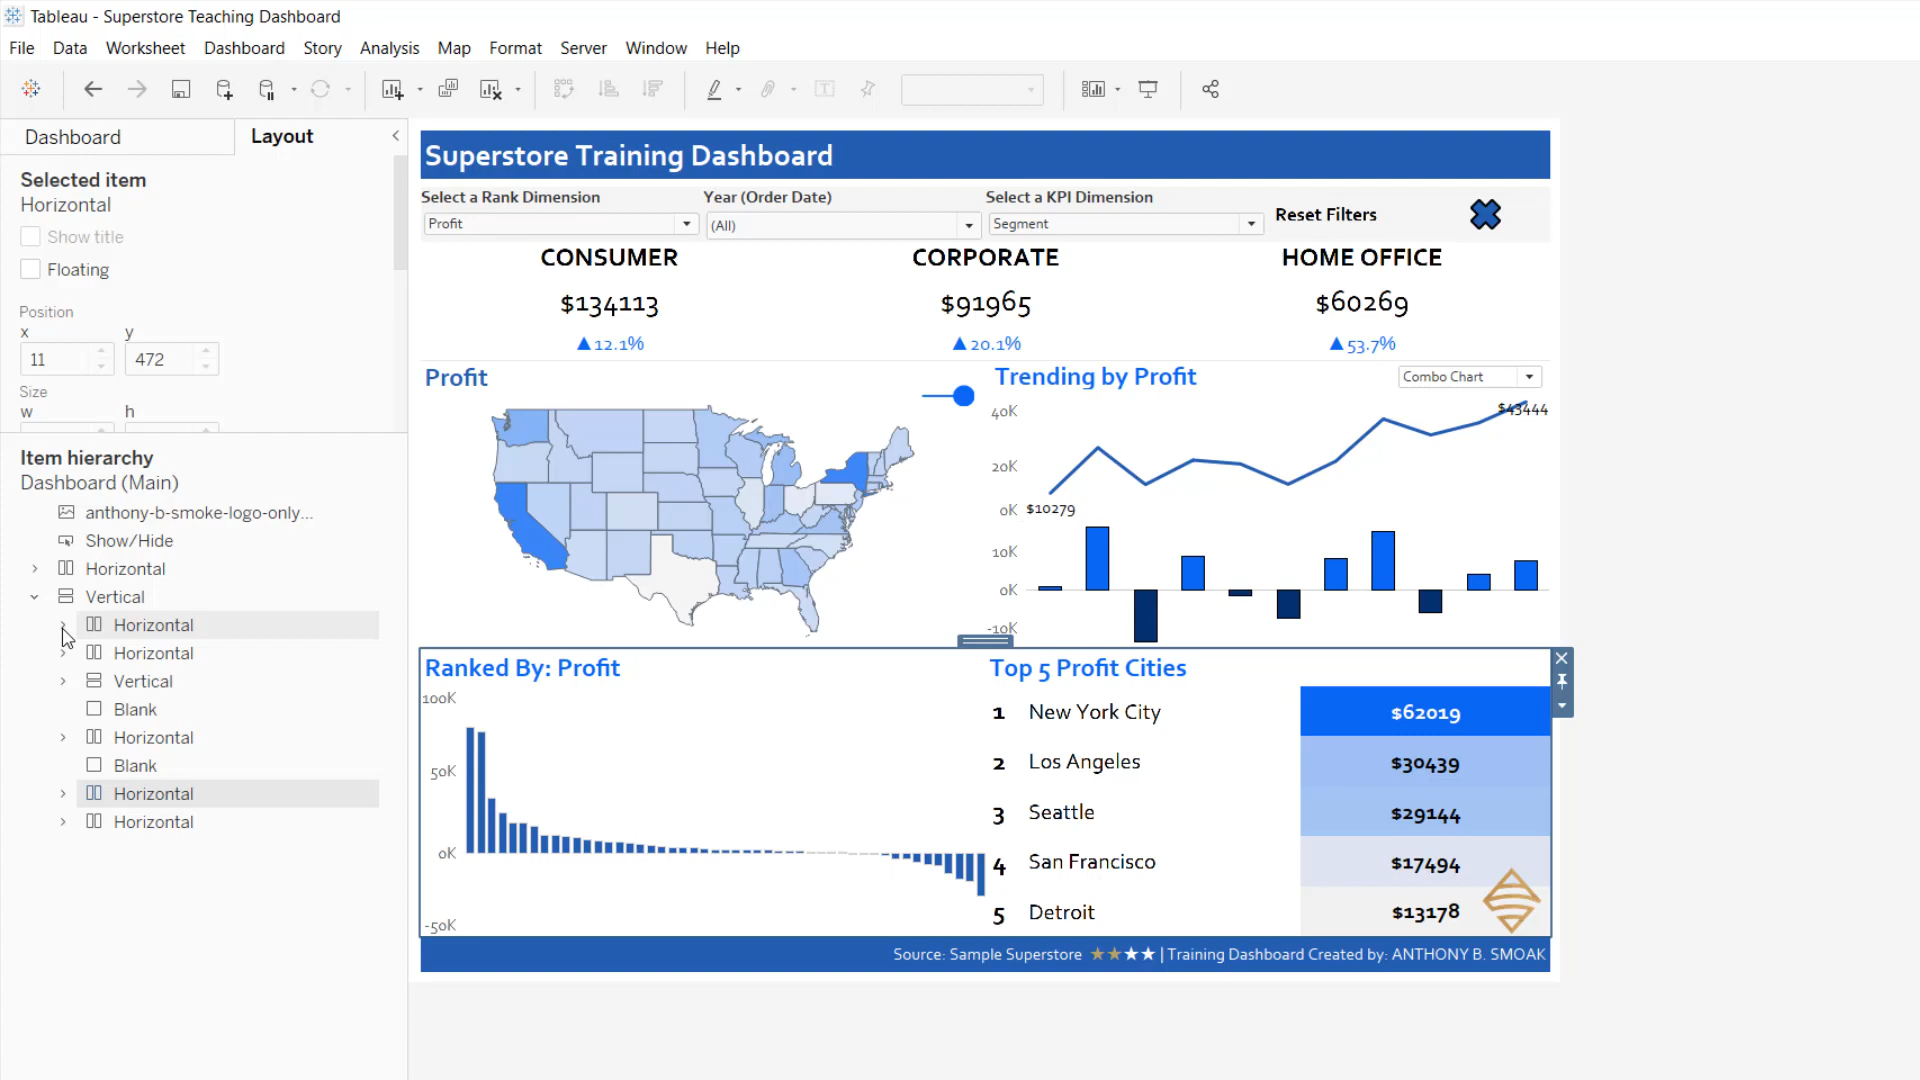 Tableau - Superstore Teaching Dashboard
File Data Worksheet Dashboard Story Analysis Map Format Server Window Help
Dashboard Layout
Selected item
Horizontal
Show title
Floating
Position
x y
11 472
Size
w h
Item hierarchy
Dashboard (Main)
anthony-b-smoke-logo-only...
Show/Hide
Horizontal
Vertical
Horizontal
Horizontal
Vertical
Blank
Horizontal
Blank
Horizontal
Horizontal
Superstore Training Dashboard
Select a Rank Dimension Year (Order Date) Select a KPI Dimension
Profit (All) Segment Reset Filters
CONSUMER CORPORATE HOME OFFICE
$134113 $91965 $60269
▲12.1% ▲20.1% ▲53.7%
Profit
Trending by Profit Combo Chart
40K
$43444
20K
0K $10279
10K
0K
-10K
Ranked By: Profit
100K
50K
0K
-50K
Top 5 Profit Cities
1 New York City $62019
2 Los Angeles $30439
3 Seattle $29144
4 San Francisco $17494
5 Detroit $13178
Source: Sample Superstore ★★★★ | Training Dashboard Created by: ANTHONY B. SMOAK